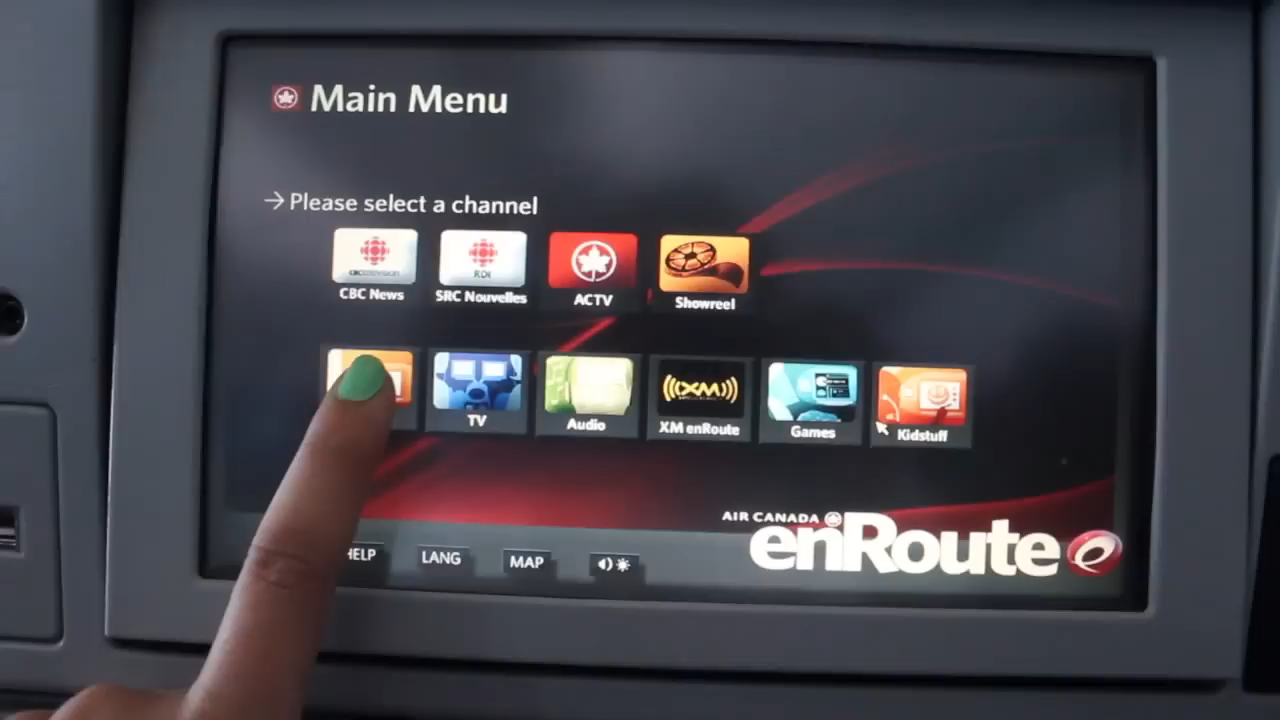 Main Menu
→ Please select a channel
CBC News
SRC Nouvelles
RDI
ACTV
Showreel
TV
Audio
((XM))
XM enRoute
Games
Kidstuff
HELP
LANG
MAP
AIR CANADA
enRoute